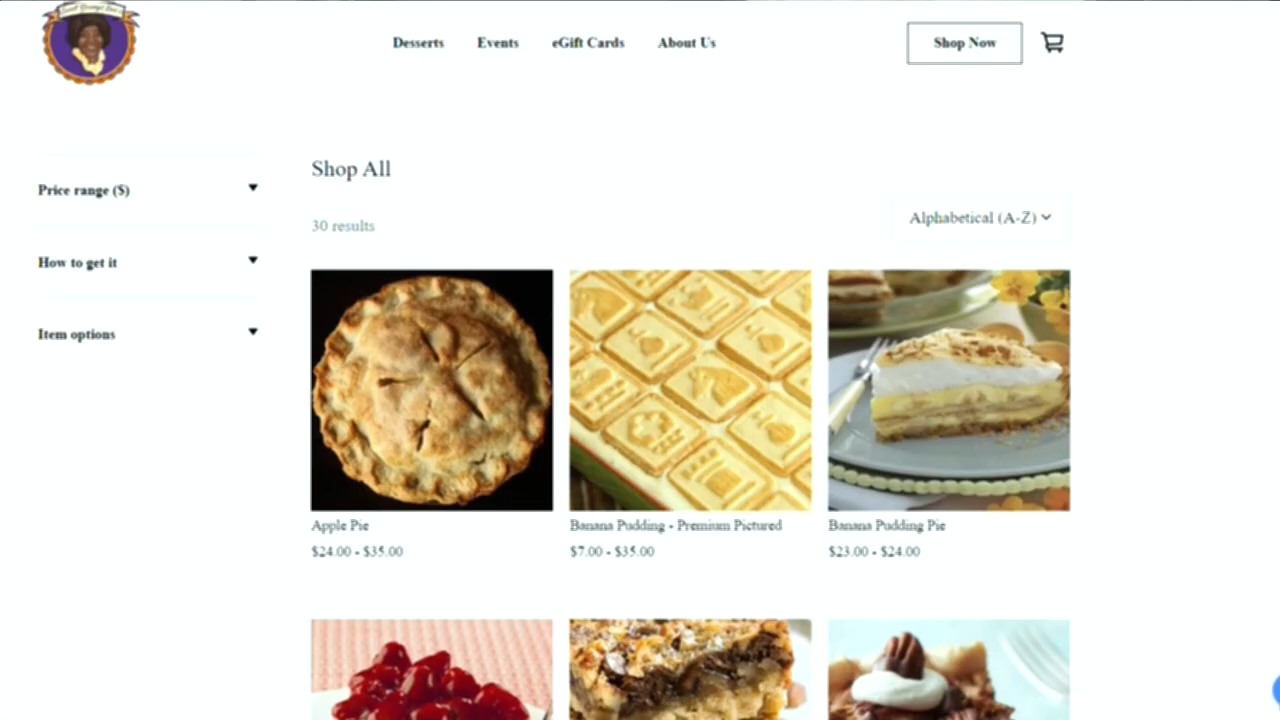 Desserts Events eGift Cards About Us Shop Now
Shop All
Price range ($)
30 results
Alphabetical (A-Z)
How to get it
Item options
Apple Pie
$24.00 - $35.00
Banana Pudding - Premium Pictured
$7.00 - $35.00
Banana Pudding Pie
$23.00 - $24.00